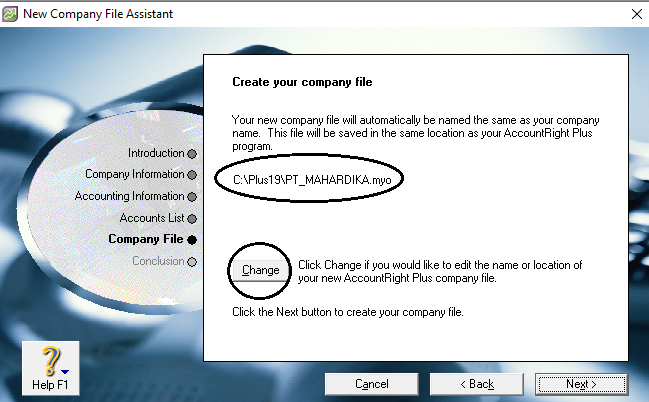 New Company File Assistant
Create your company file
Your new company file will automatically be named the same as your company
name. This file will be saved in the same location as your AccountRight Plus
program.
C:\Plus19\PT_MAHARDIKA.myo
Introduction
Company Information
Accounting Information
Accounts List
Company File
Conclusion
Change
Click Change if you would like to edit the name or location of
your new AccountRight Plus company file.
Click the Next button to create your company file.
Help F1
Cancel
< Back
Next >